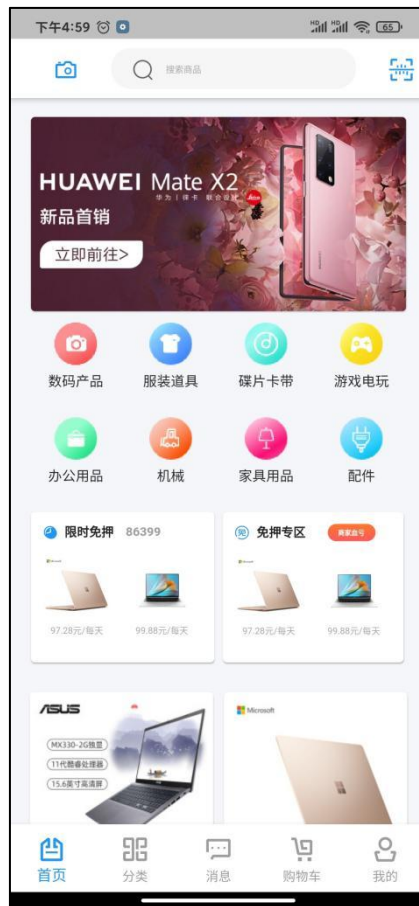 下午4:59
HD HD 65
搜索商品
HUAWEI Mate X2
华为 | 徕卡 联合设计
新品首销
立即前往>
数码产品 服装道具 碟片卡带 游戏电玩
办公用品 机械 家具用品 配件
限时免押 86399
免 免押专区
97.28元/每天 99.88元/每天
97.28元/每天 99.88元/每天
ASUS
MX330-2G独显
11代酷睿处理器
15.6英寸高清屏
Microsoft
首页 分类 消息 购物车 我的